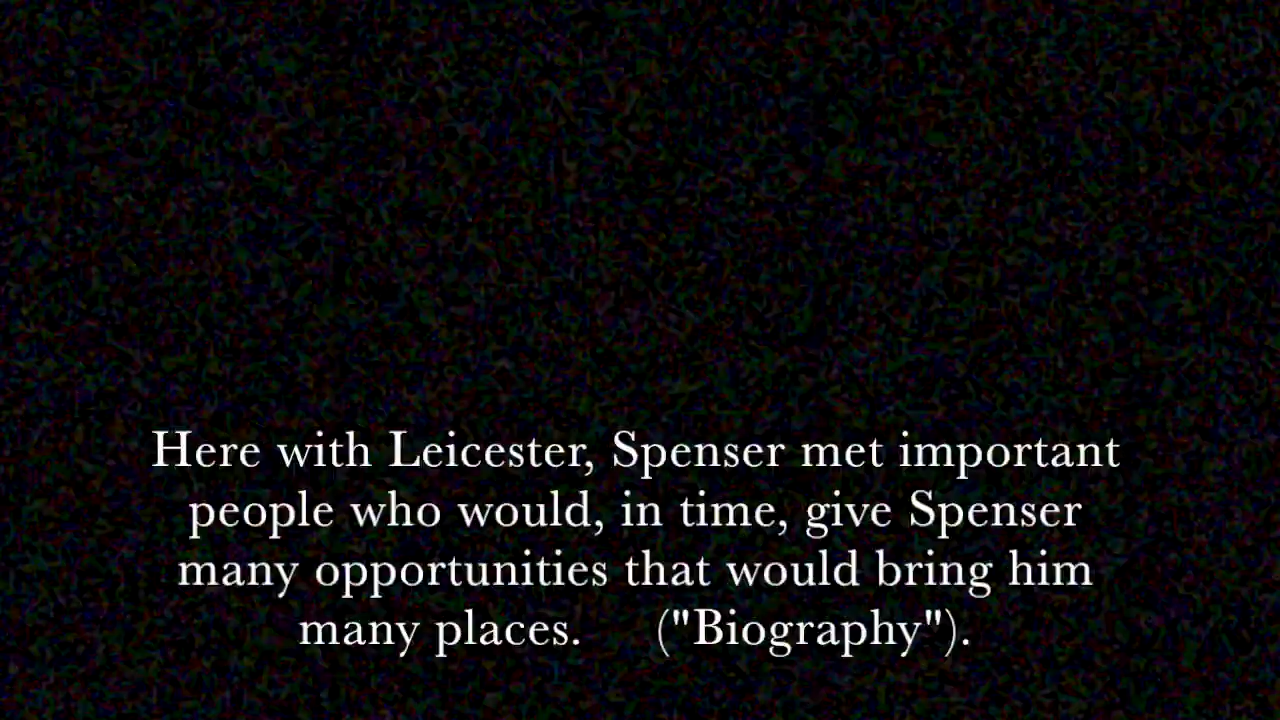 Here with Leicester, Spenser met important
people who would, in time, give Spenser
many opportunities that would bring him
many places. ("Biography").